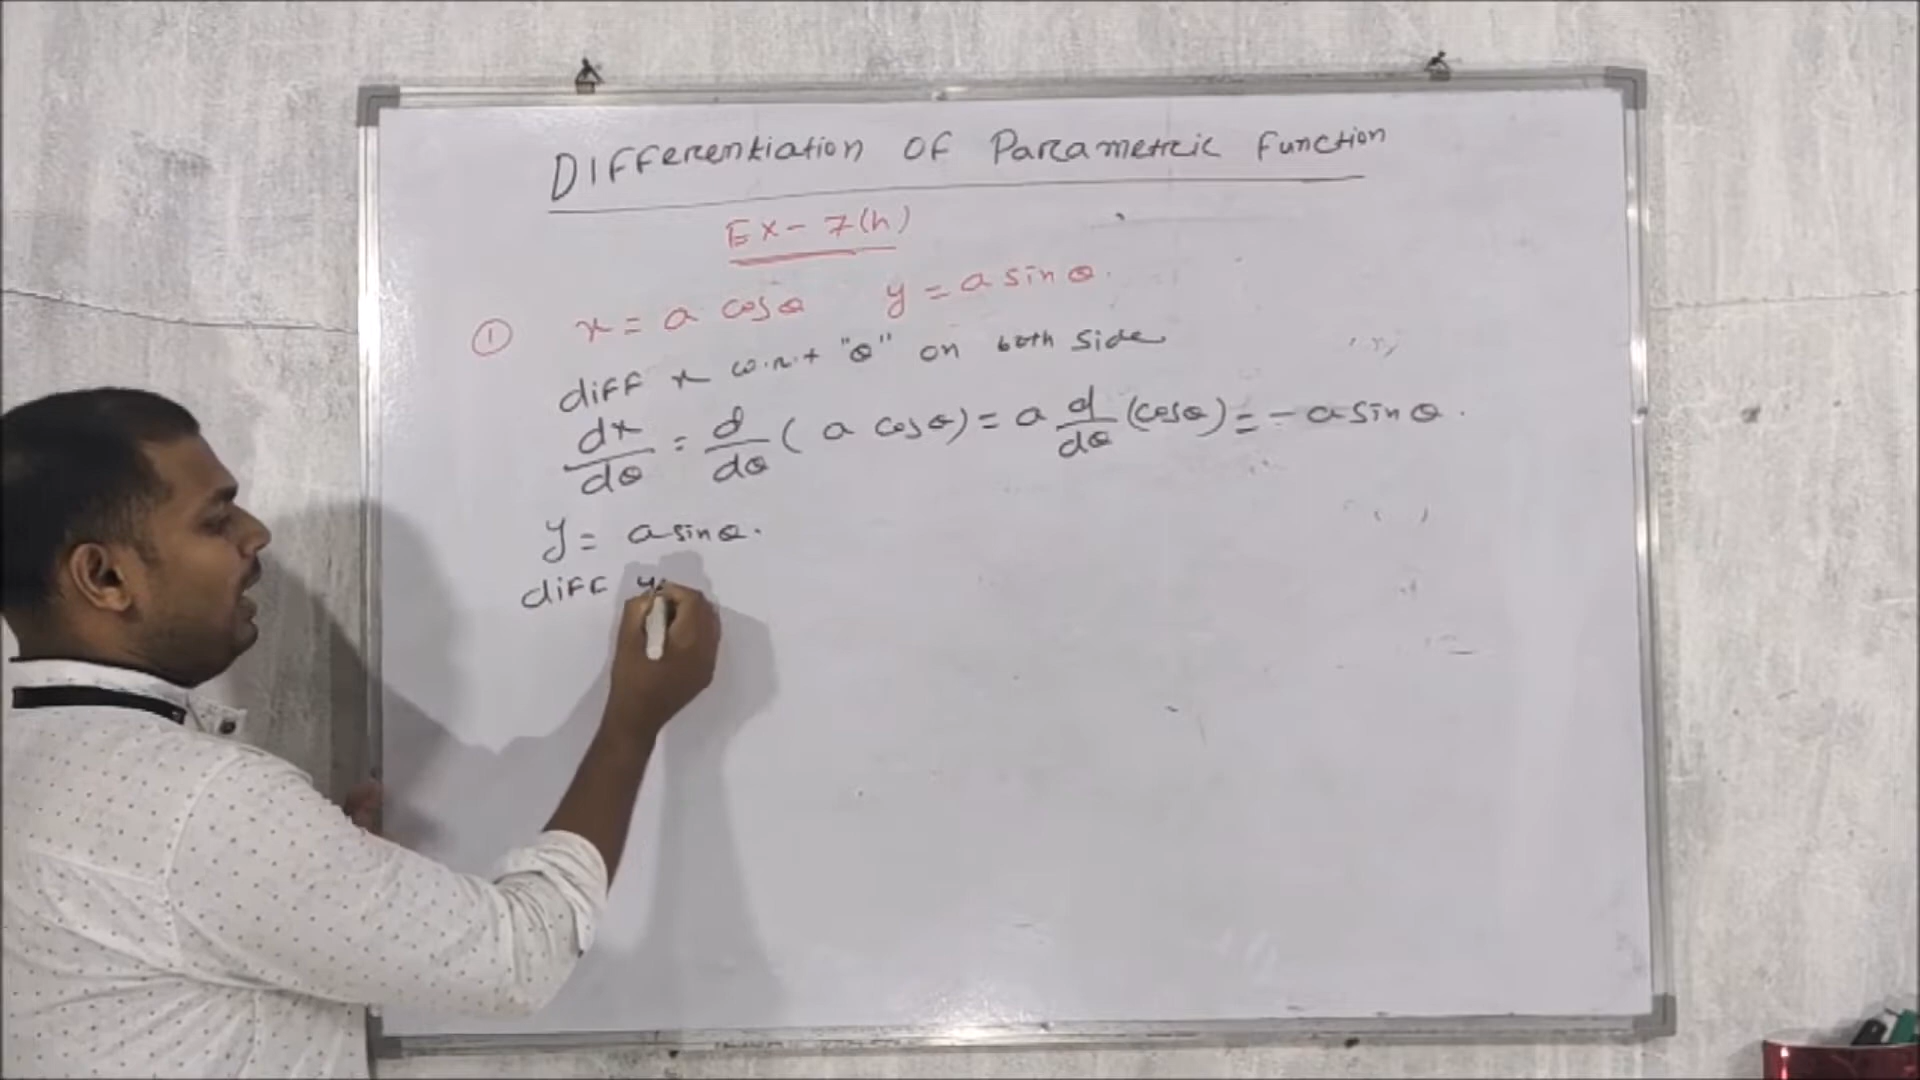 Differentiation of Parametric Function
Ex - 7(h)
① x = a cosθ y = a sinθ.
diff x w.r.t "θ" on both side
dx/dθ = d/dθ ( a cosθ) = a d/dθ (cosθ) = - a sinθ.
y = a sinθ.
diff y